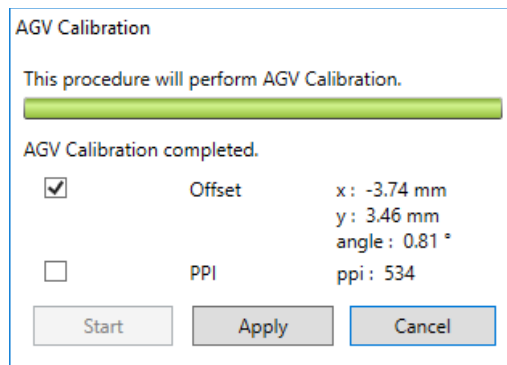 AGV Calibration
This procedure will perform AGV Calibration.
AGV Calibration completed.
Offset x : -3.74 mm
y : 3.46 mm
angle : 0.81 °
PPI ppi : 534
Start Apply Cancel